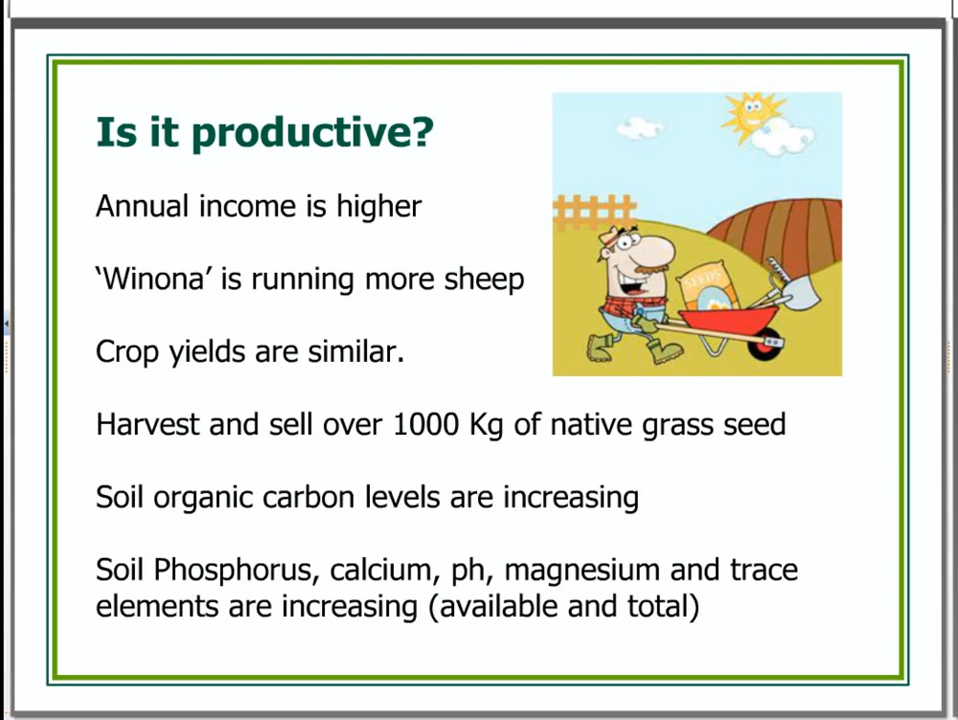 Is it productive?
Annual income is higher
‘Winona’ is running more sheep
Crop yields are similar.
SEEDS
Harvest and sell over 1000 Kg of native grass seed
Soil organic carbon levels are increasing
Soil Phosphorus, calcium, ph, magnesium and trace
elements are increasing (available and total)